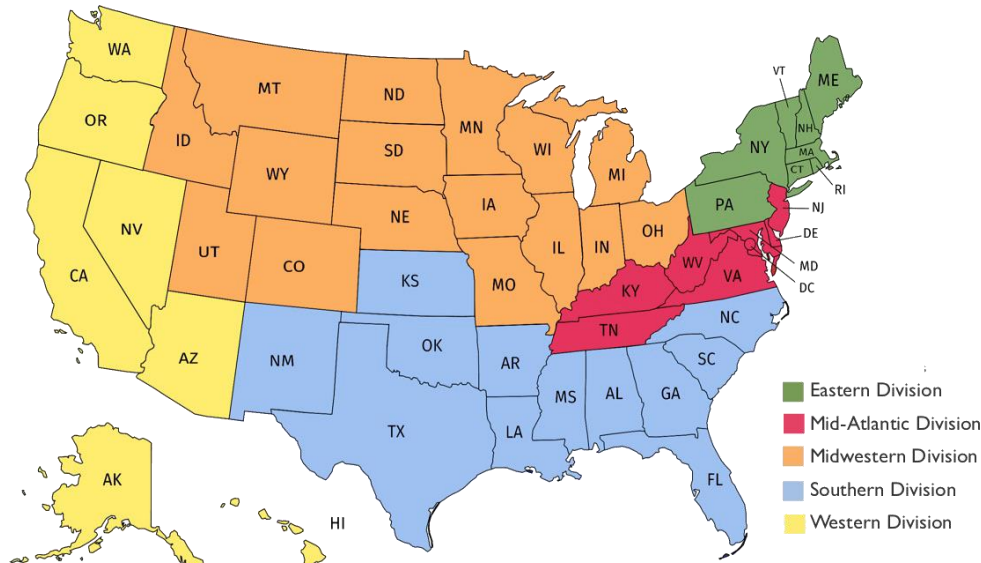 WA
OR
CA
NV
ID
MT
WY
UT
CO
AZ
NM
ND
SD
NE
KS
OK
TX
MN
IA
MO
AR
LA
WI
IL
MI
IN
OH
KY
TN
MS
AL
GA
FL
SC
NC
VA
WV
PA
NY
VT
NH
ME
MA
CT
RI
NJ
DE
MD
DC
AK
HI
Eastern Division
Mid-Atlantic Division
Midwestern Division
Southern Division
Western Division